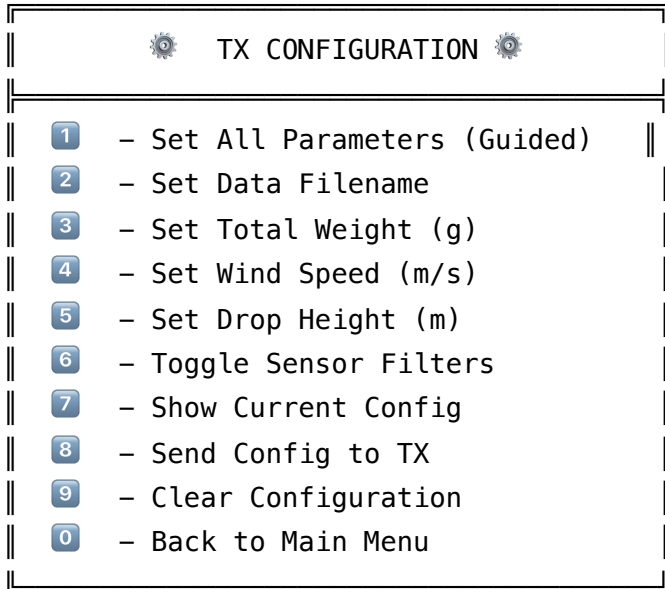 ⚙️ TX CONFIGURATION ⚙️
1️⃣ – Set All Parameters (Guided)
2️⃣ – Set Data Filename
3️⃣ – Set Total Weight (g)
4️⃣ – Set Wind Speed (m/s)
5️⃣ – Set Drop Height (m)
6️⃣ – Toggle Sensor Filters
7️⃣ – Show Current Config
8️⃣ – Send Config to TX
9️⃣ – Clear Configuration
0️⃣ – Back to Main Menu